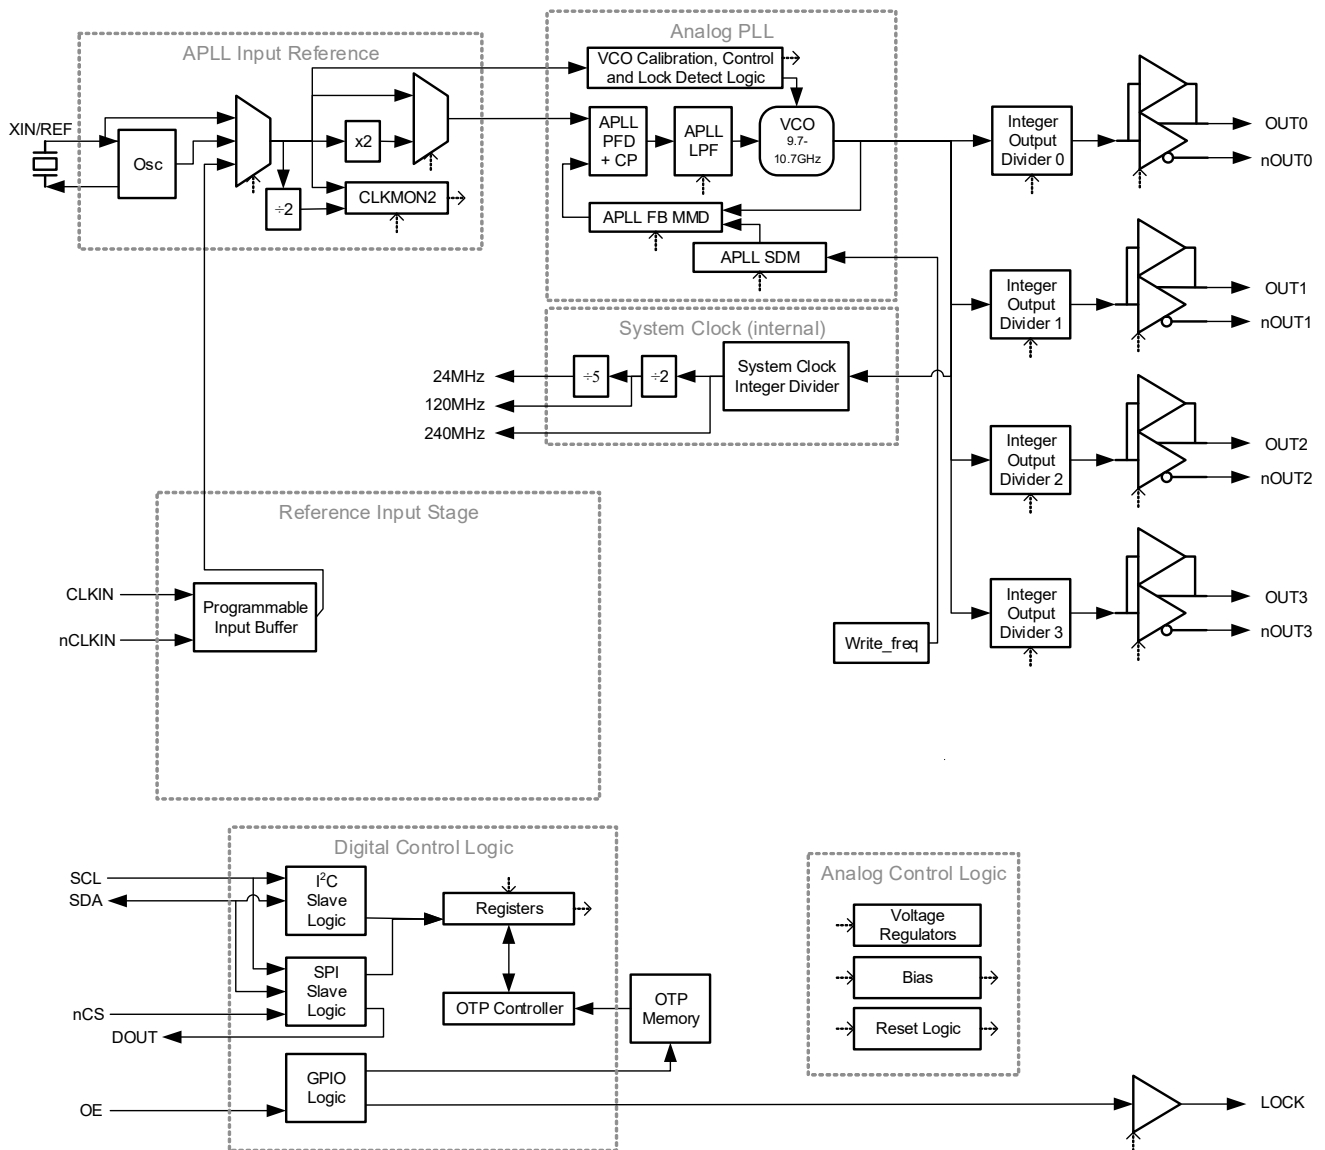 APLL Input Reference
XIN/REF
Osc
x2
÷2
CLKMON2
Analog PLL
VCO Calibration, Control
and Lock Detect Logic
APLL
PFD
+ CP
APLL
LPF
VCO
9.7-
10.7GHz
APLL FB MMD
APLL SDM
System Clock (internal)
24MHz
120MHz
240MHz
÷5
÷2
System Clock
Integer Divider
Integer
Output
Divider 0
OUT0
nOUT0
Integer
Output
Divider 1
OUT1
nOUT1
Integer
Output
Divider 2
OUT2
nOUT2
Integer
Output
Divider 3
OUT3
nOUT3
Write_freq
Reference Input Stage
CLKIN
nCLKIN
Programmable
Input Buffer
Digital Control Logic
SCL
SDA
nCS
DOUT
OE
I²C
Slave
Logic
SPI
Slave
Logic
GPIO
Logic
Registers
OTP Controller
OTP
Memory
Analog Control Logic
Voltage
Regulators
Bias
Reset Logic
LOCK